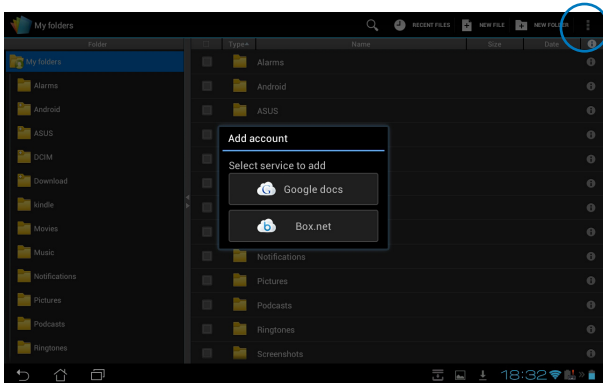 My folders
RECENT FILES
NEW FILE
NEW FOLDER
Folder
Type
Name
Size
Date
My folders
Alarms
Android
ASUS
DCIM
Download
kindle
Movies
Music
Notifications
Pictures
Podcasts
Ringtones
Alarms
Android
ASUS
Add account
Select service to add
Google docs
Box.net
Notifications
Pictures
Podcasts
Ringtones
Screenshots
18:32